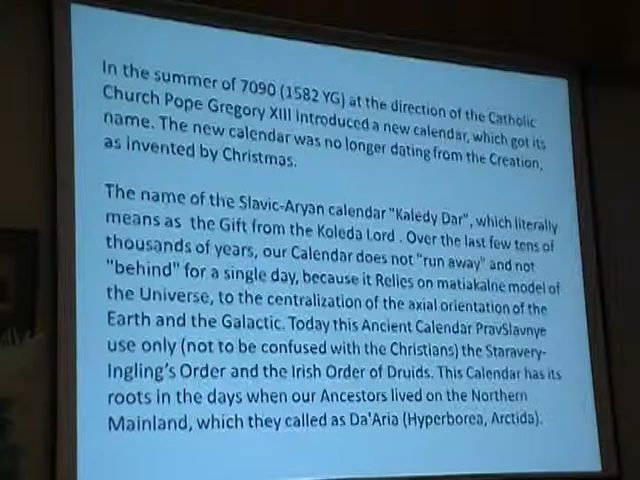 In the summer of 7090 (1582 YG) at the direction of the Catholic
Church Pope Gregory XIII introduced a new calendar, which got its
name. The new calendar was no longer dating from the Creation,
as invented by Christmas.
The name of the Slavic-Aryan calendar "Kaledy Dar", which literally
means as the Gift from the Koleda Lord . Over the last few tens of
thousands of years, our Calendar does not "run away" and not
"behind" for a single day, because it Relies on matiakalne model of
the Universe, to the centralization of the axial orientation of the
Earth and the Galactic. Today this Ancient Calendar PravSlavnye
use only (not to be confused with the Christians) the Staravery-
Ingling's Order and the Irish Order of Druids. This Calendar has its
roots in the days when our Ancestors lived on the Northern
Mainland, which they called as Da'Aria (Hyperborea, Arctida).